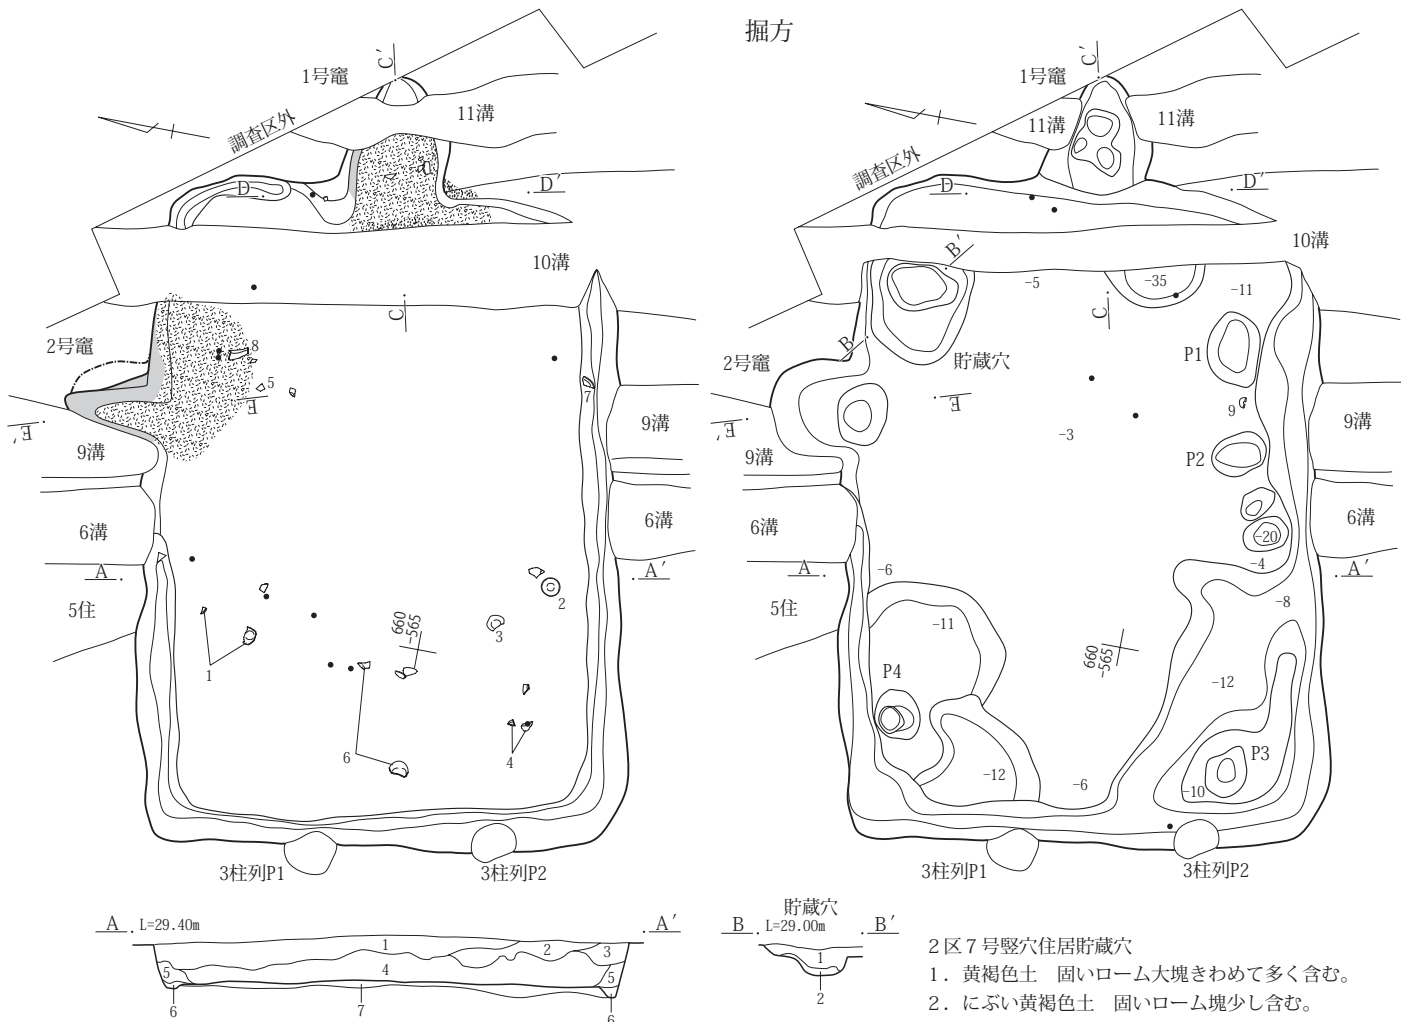 掘方
1号竈
C′
11溝
調査区外
D
D′
10溝
C
2号竈
8
5
E
E′
7
9溝
9溝
6溝
6溝
A
A′
5住
2
3
1
660
-565
6
4
3柱列P1
3柱列P2
1号竈
C′
11溝
11溝
調査区外
D
D′
10溝
B′
-5
-35
-11
C
B
2号竈
貯蔵穴
P1
E
E′
9
-3
9溝
9溝
P2
6溝
6溝
-20
A
-6
-4
A′
5住
-8
-11
660
-565
P4
-12
P3
-12
-6
-10
3柱列P1
3柱列P2
A
L=29.40m
A′
1
2
3
5
4
5
6
7
6
貯蔵穴
B
L=29.00m
B′
1
2
2区7号竪穴住居貯蔵穴
1．黄褐色土　固いローム大塊きわめて多く含む。
2．にぶい黄褐色土　固いローム塊少し含む。